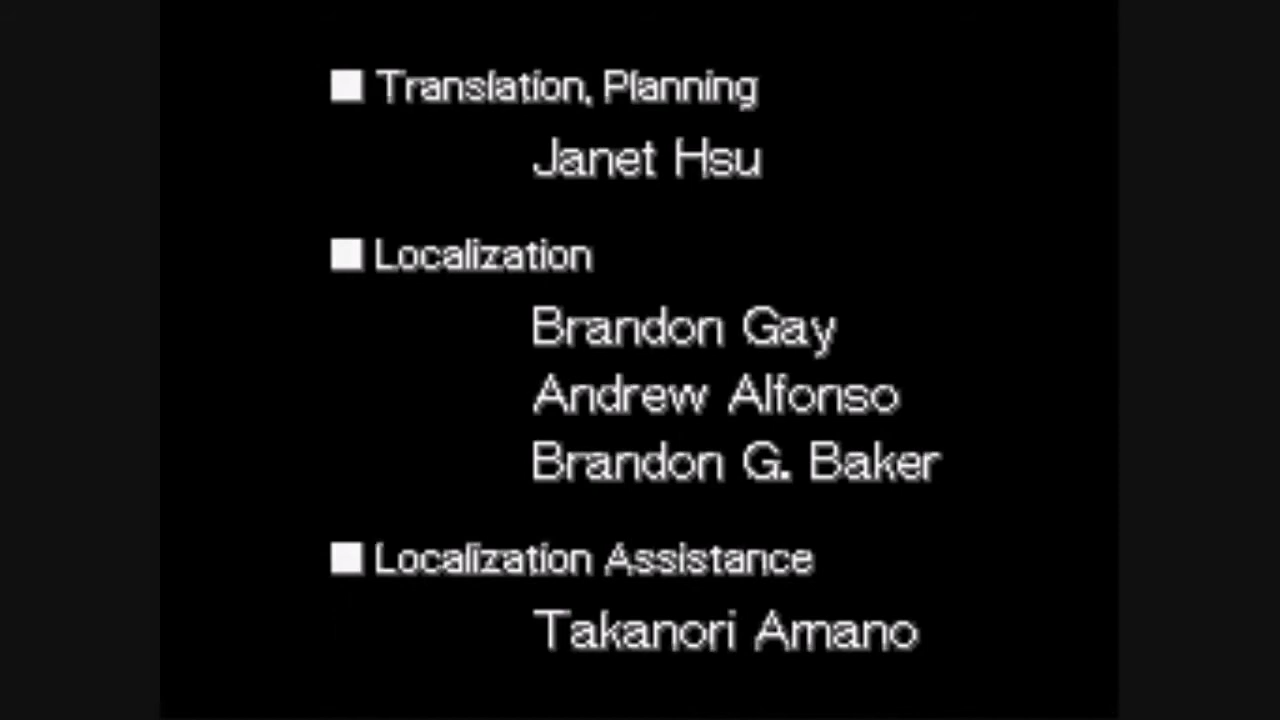 ■ Translation, Planning
Janet Hsu
■ Localization
Brandon Gay
Andrew Alfonso
Brandon G. Baker
■ Localization Assistance
Takanori Amano